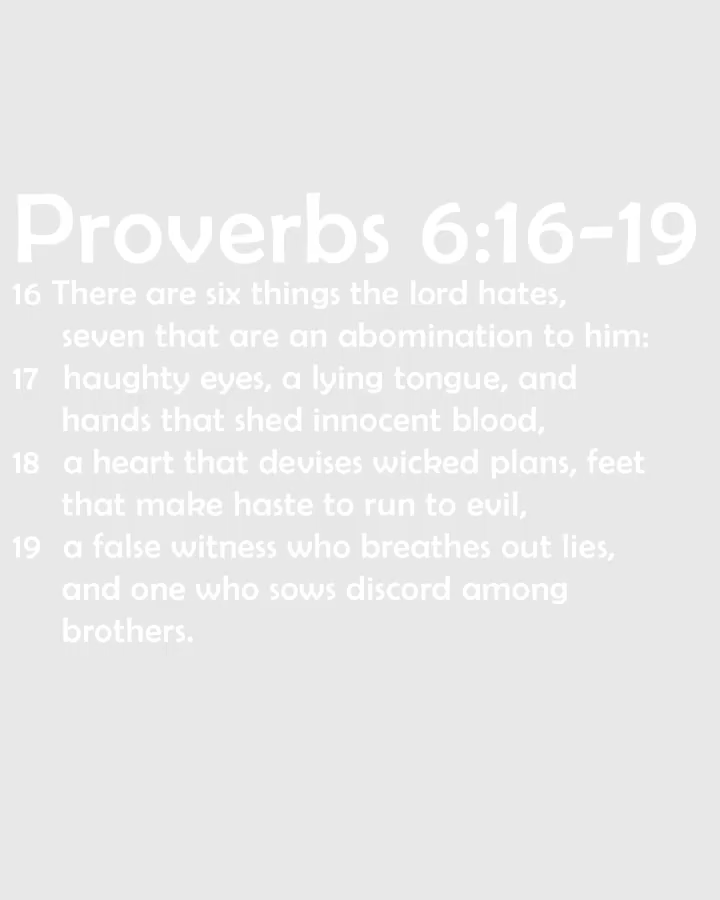 Proverbs 6:16-19
16 There are six things the lord hates,
seven that are an abomination to him:
17 haughty eyes, a lying tongue, and
hands that shed innocent blood,
18 a heart that devises wicked plans, feet
that make haste to run to evil,
19 a false witness who breathes out lies,
and one who sows discord among
brothers.